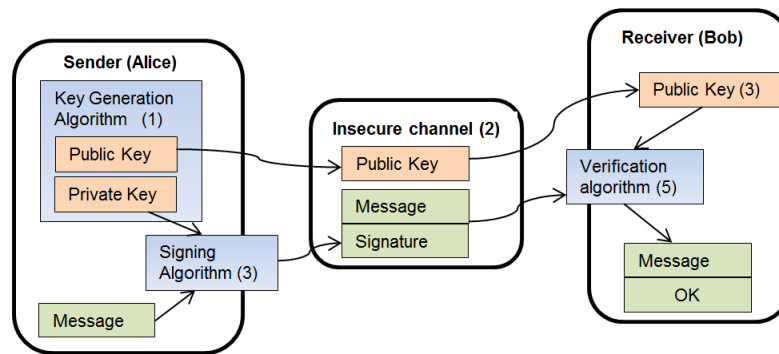 Sender (Alice)
Key Generation
Algorithm (1)
Public Key
Private Key
Signing
Algorithm (3)
Message
Insecure channel (2)
Public Key
Message
Signature
Receiver (Bob)
Public Key (3)
Verification
algorithm (5)
Message
OK